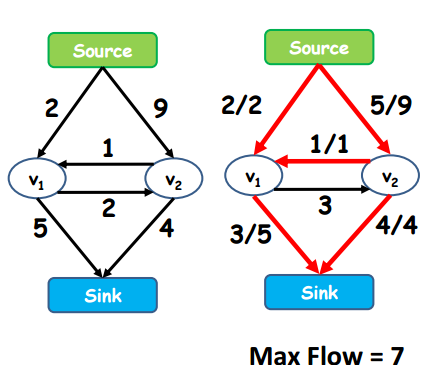 Source
2
9
1
v1
v2
2
5
4
Sink
Source
2/2
5/9
1/1
v1
v2
3
3/5
4/4
Sink
Max Flow = 7